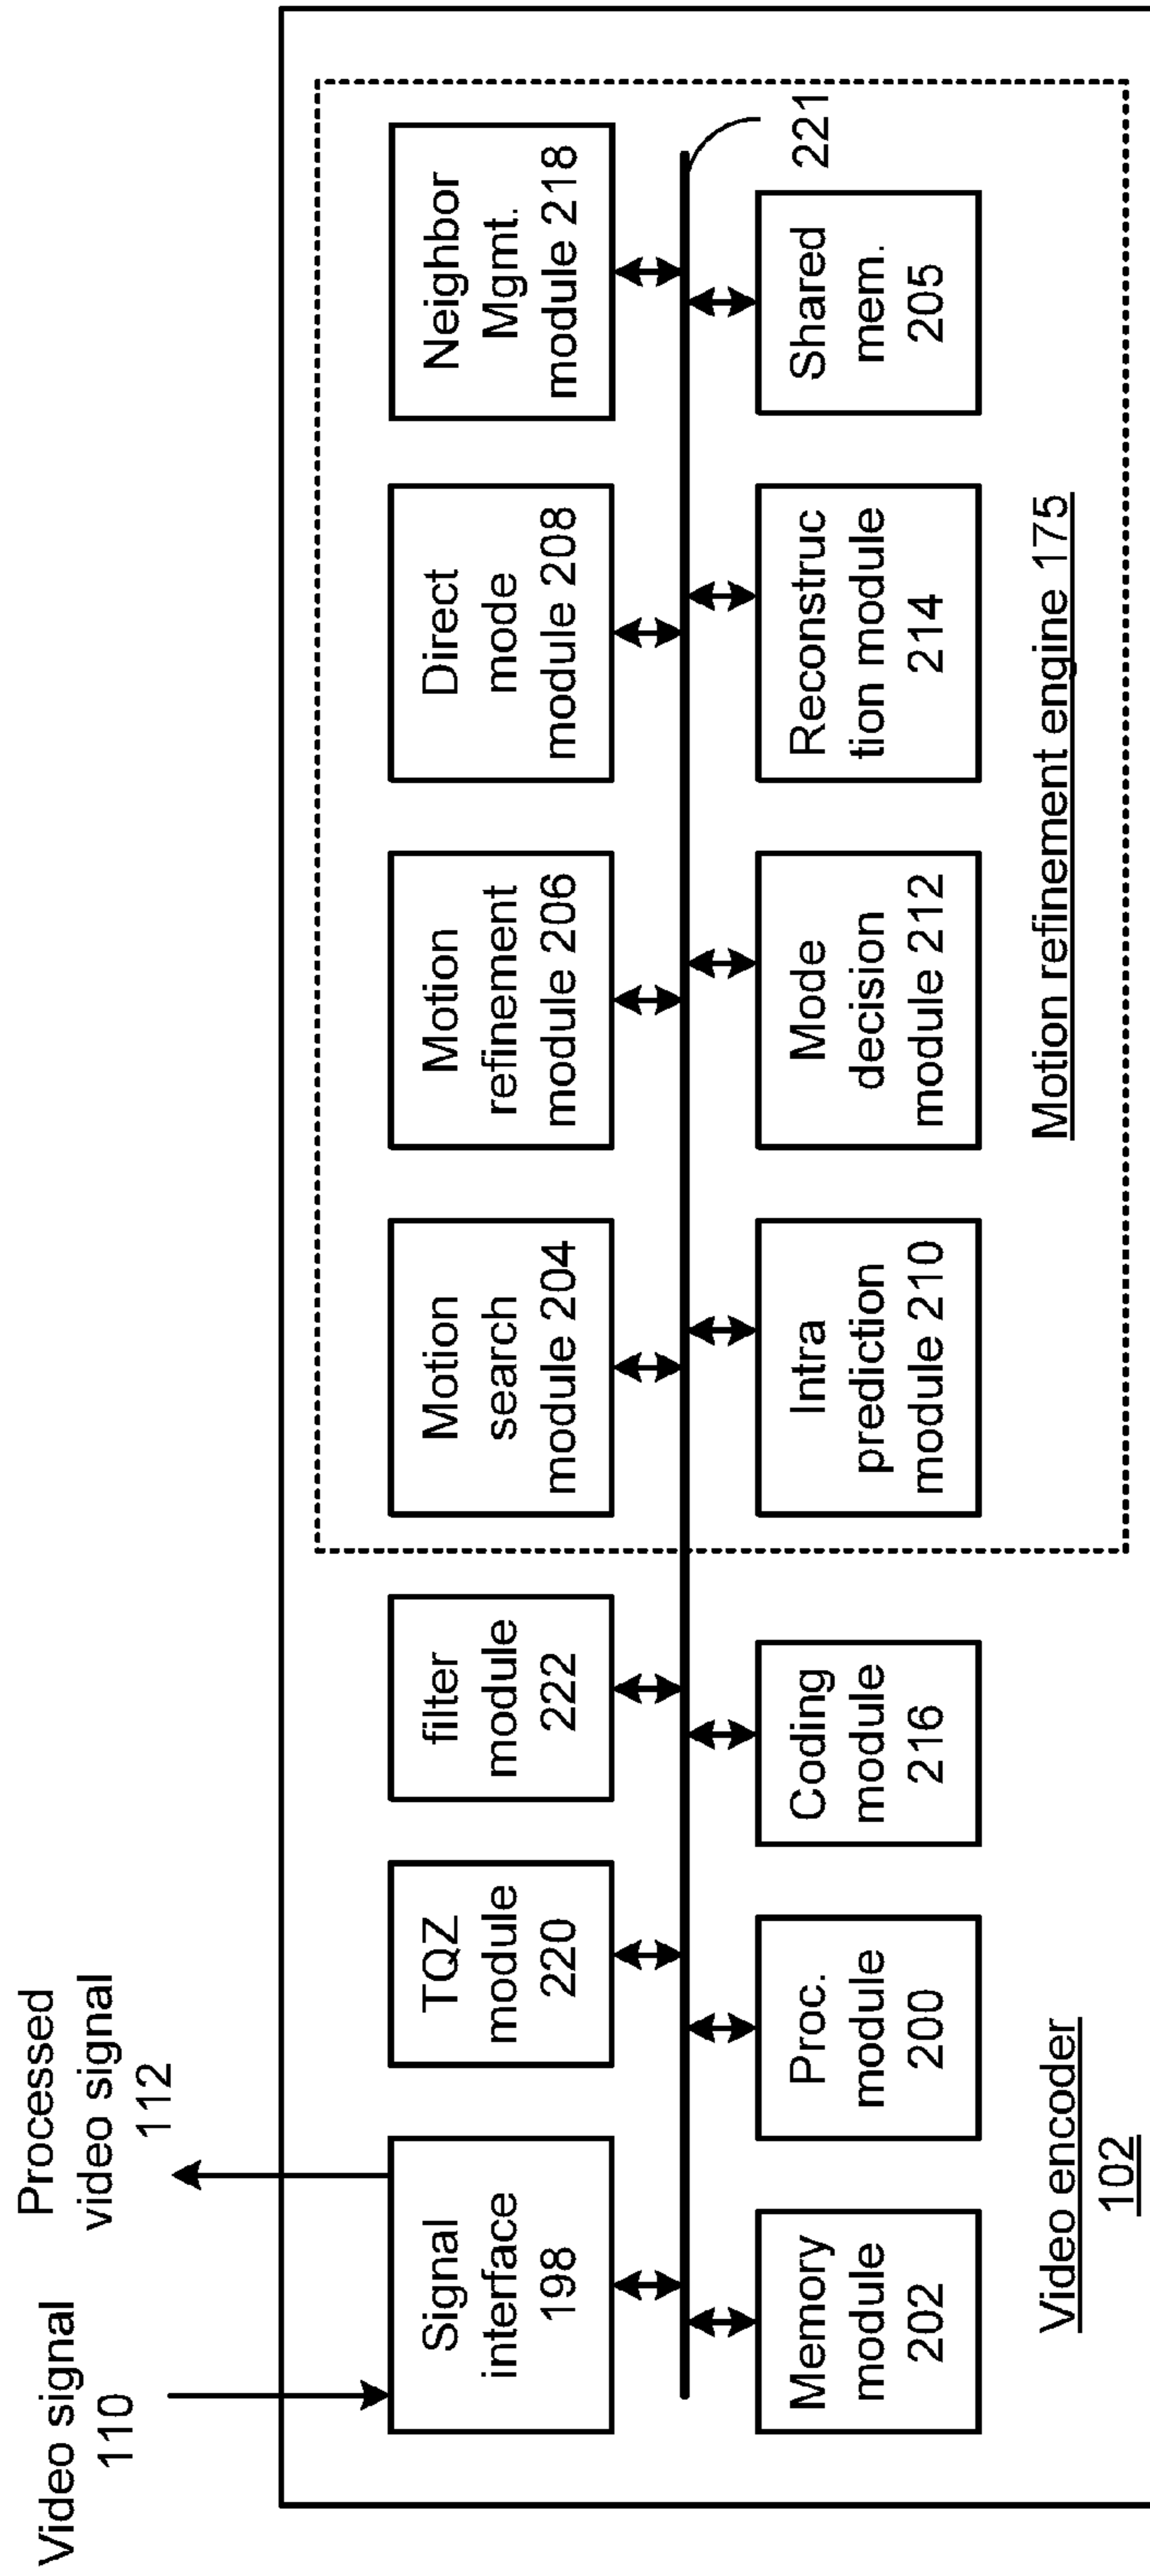 Video signal
110
Processed
video signal
112
Signal
interface
198
TQZ
module
220
filter
module
222
Motion
search
module 204
Motion
refinement
module 206
Direct
mode
module 208
Neighbor
Mgmt.
module 218
221
Memory
module
202
Proc.
module
200
Coding
module
216
Intra
prediction
module 210
Mode
decision
module 212
Reconstruc
tion module
214
Shared
mem.
205
Motion refinement engine 175
Video encoder
102